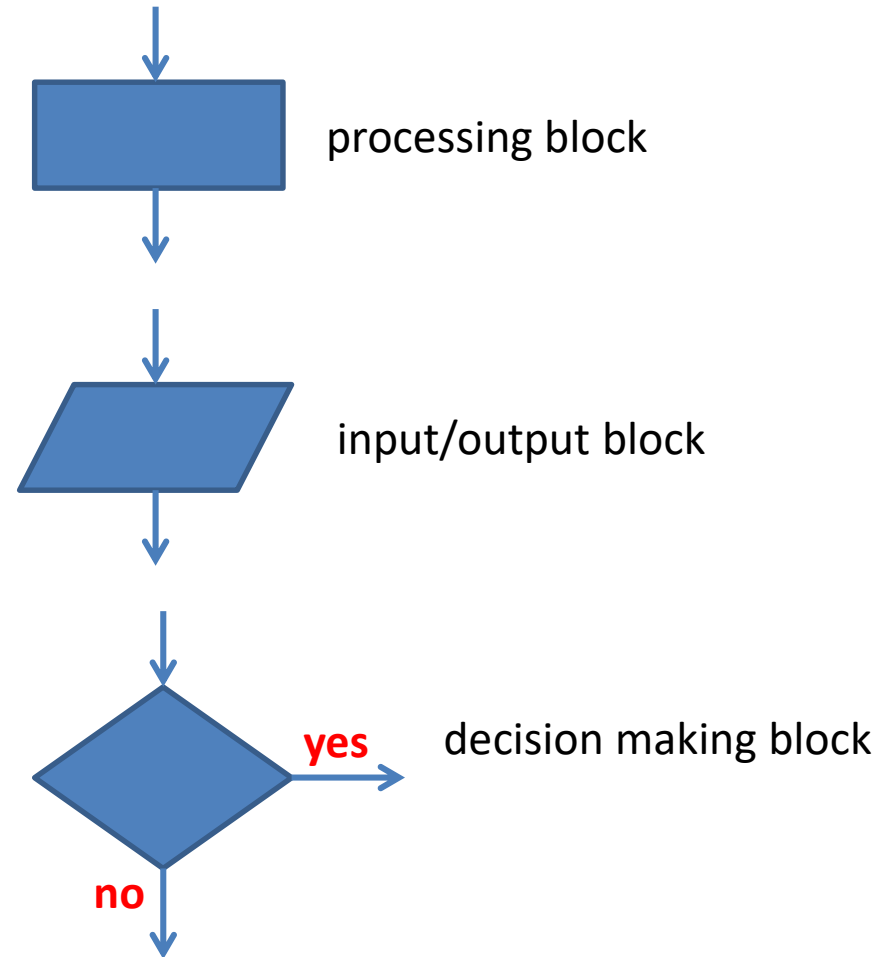 processing block
input/output block
yes
decision making block
no